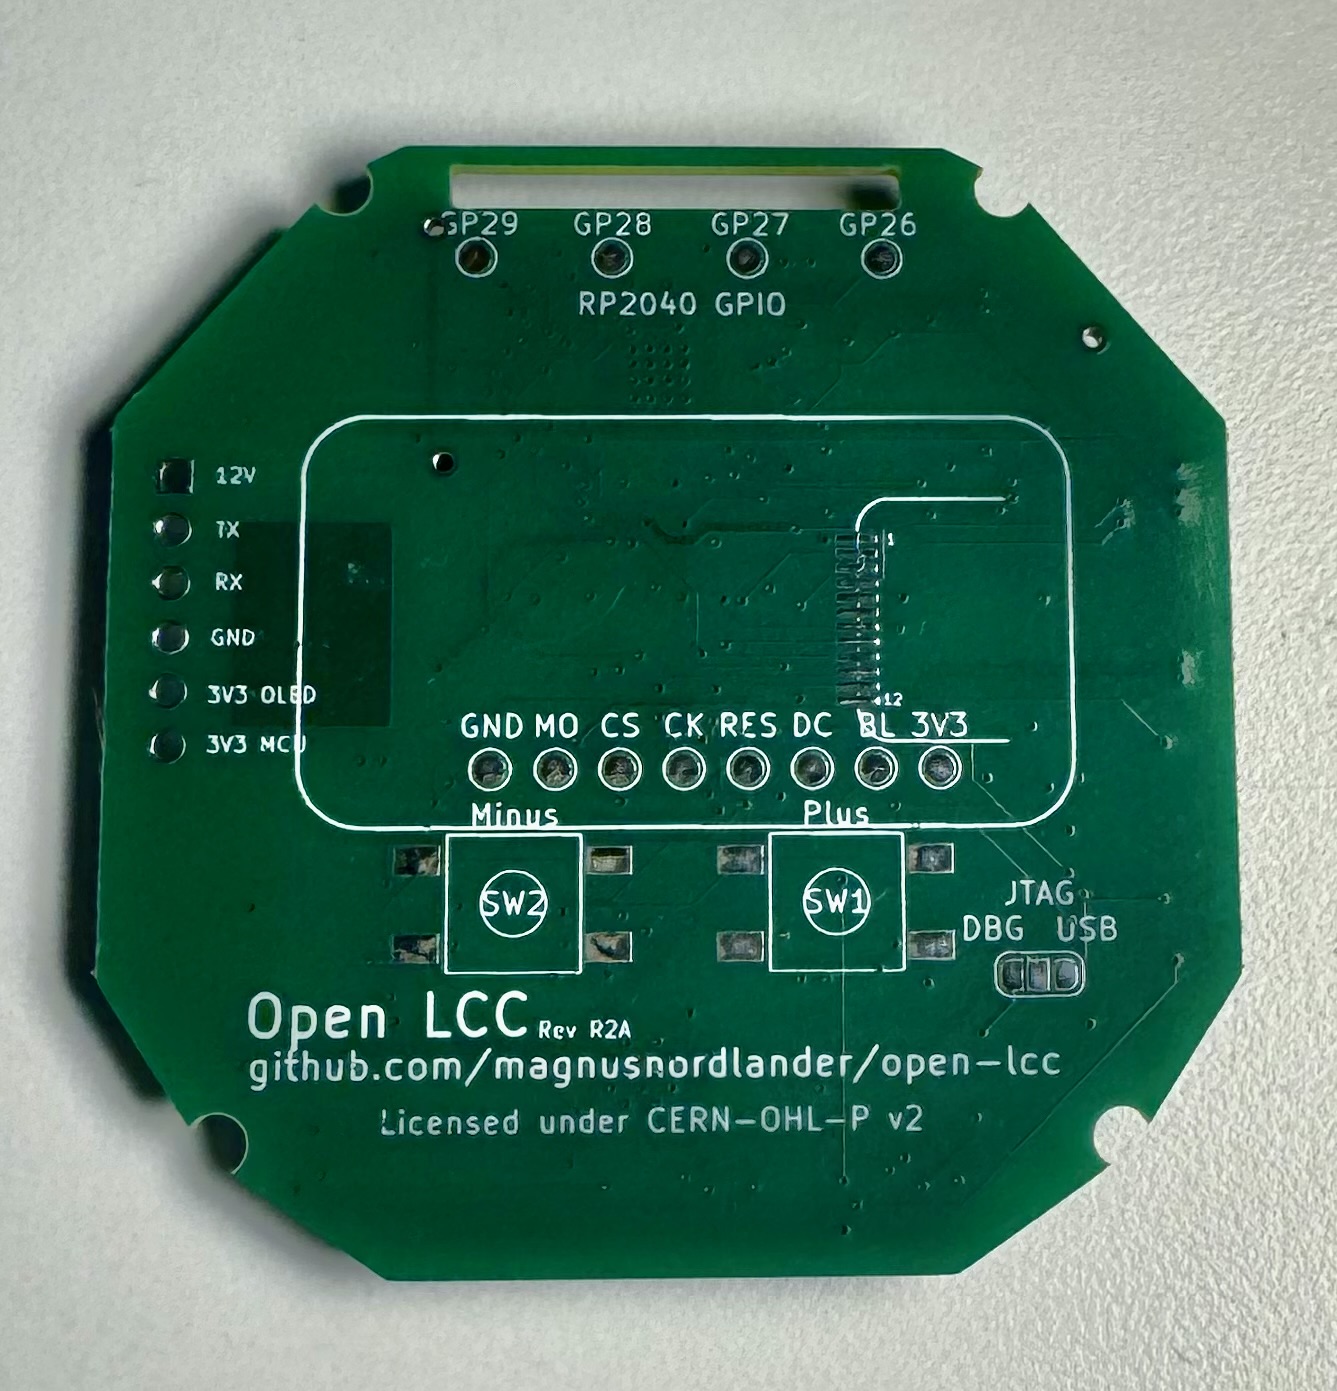 GP29 GP28 GP27 GP26
RP2040 GPIO
12V
TX
RX
GND
3V3 OLED
3V3 MCU
1
12
GND MO CS CK RES DC BL 3V3
Minus Plus
SW2 SW1
JTAG
DBG USB
Open LCC Rev R2A
github.com/magnusnordlander/open-lcc
Licensed under CERN-OHL-P v2